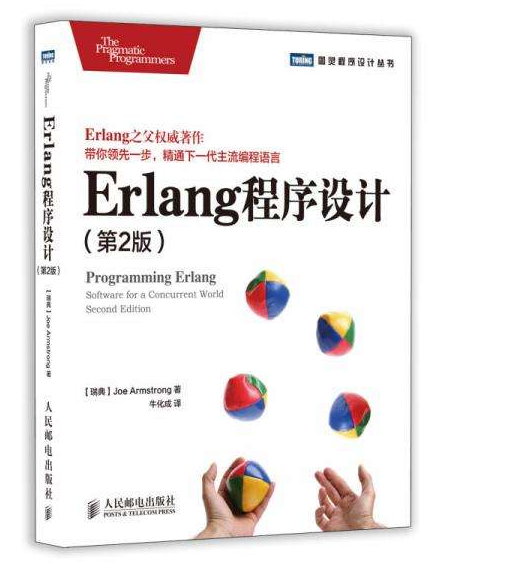 The
Pragmatic
Programmers
TURING 图灵程序设计丛书
Erlang之父权威著作
带你领先一步，精通下一代主流编程语言
Erlang程序设计
（第2版）
Programming Erlang
Software for a Concurrent World
Second Edition
【瑞典】Joe Armstrong 著
牛化成 译
人民邮电出版社
POSTS & TELECOM PRESS
TURING
Erlang程序设计
（第2版）
【瑞典】Joe Armstrong 著
人民邮电出版社